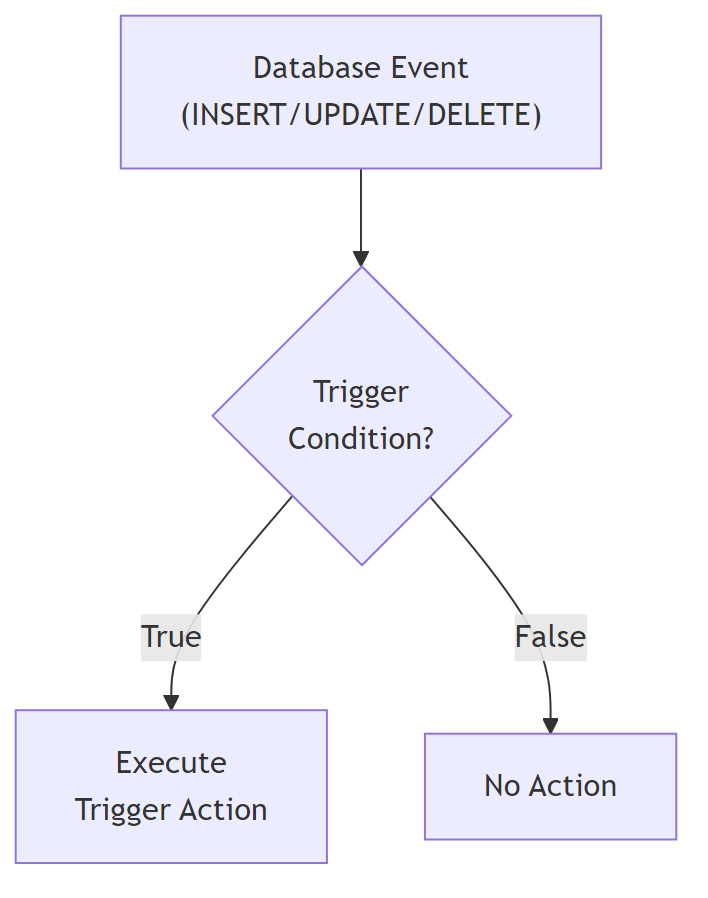 Database Event
(INSERT/UPDATE/DELETE)
Trigger
Condition?
True
False
Execute
Trigger Action
No Action